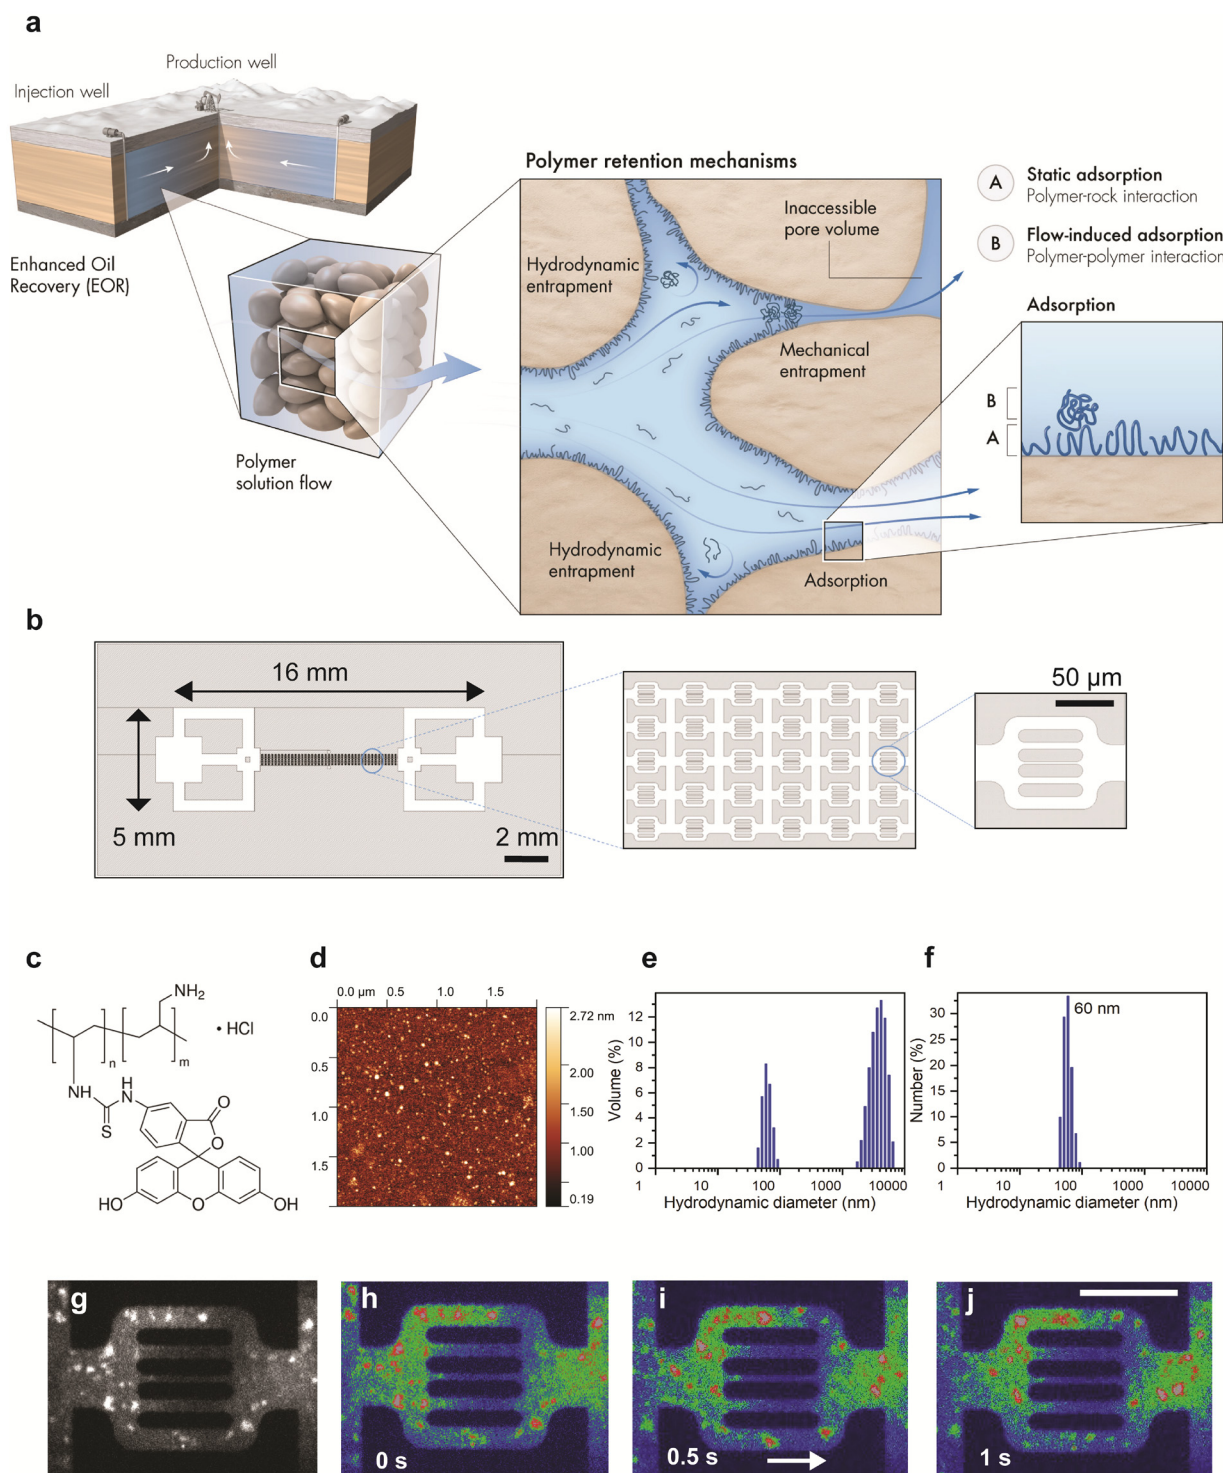 a
Production well
Injection well
Enhanced Oil
Recovery (EOR)
Polymer
solution flow
Polymer retention mechanisms
Inaccessible
pore volume
Hydrodynamic
entrapment
Mechanical
entrapment
Hydrodynamic
entrapment
Adsorption
A
Static adsorption
Polymer-rock interaction
B
Flow-induced adsorption
Polymer-polymer interaction
Adsorption
B
A
b
16 mm
5 mm
2 mm
50 µm
c
NH2
• HCl
n
m
NH
H
N
S
O
O
HO
O
OH
d
0.0 µm 0.5 1.0 1.5
0.0
0.5
1.0
1.5
2.72 nm
2.00
1.50
1.00
0.19
e
Volume (%)
12
10
8
6
4
2
0
1 10 100 1000 10000
Hydrodynamic diameter (nm)
f
60 nm
Number (%)
30
25
20
15
10
5
0
1 10 100 1000 10000
Hydrodynamic diameter (nm)
g
h
0 s
i
0.5 s
j
1 s